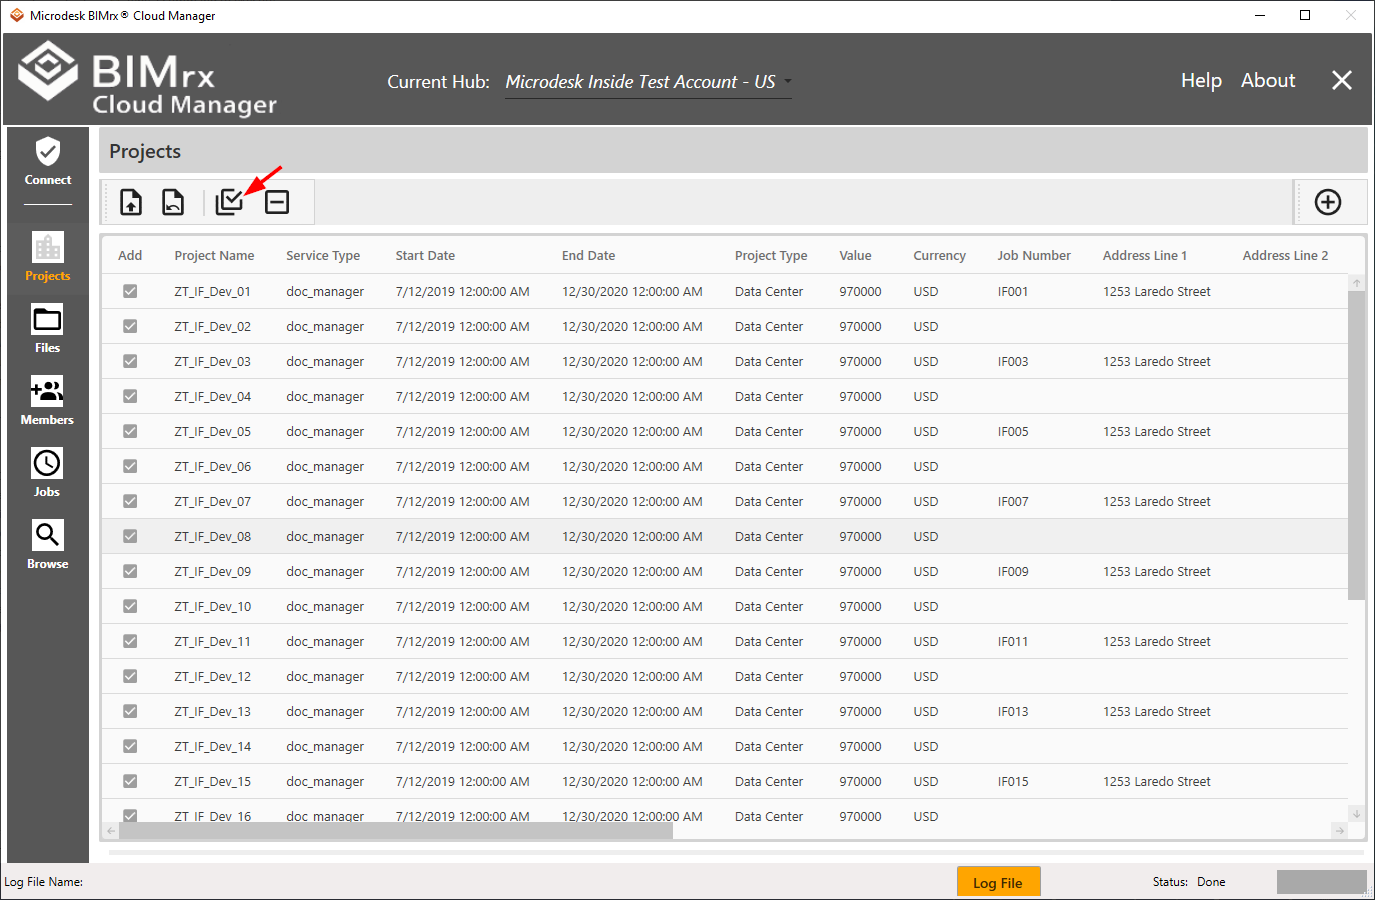 Microdesk BIMrx® Cloud Manager
BIMrx
Cloud Manager
Current Hub: Microdesk Inside Test Account - US
Help About
Connect
Projects
Files
Members
Jobs
Browse
Projects
Add Project Name Service Type Start Date End Date Project Type Value Currency Job Number Address Line 1 Address Line 2
ZT_IF_Dev_01 doc_manager 7/12/2019 12:00:00 AM 12/30/2020 12:00:00 AM Data Center 970000 USD IF001 1253 Laredo Street
ZT_IF_Dev_02 doc_manager 7/12/2019 12:00:00 AM 12/30/2020 12:00:00 AM Data Center 970000 USD
ZT_IF_Dev_03 doc_manager 7/12/2019 12:00:00 AM 12/30/2020 12:00:00 AM Data Center 970000 USD IF003 1253 Laredo Street
ZT_IF_Dev_04 doc_manager 7/12/2019 12:00:00 AM 12/30/2020 12:00:00 AM Data Center 970000 USD
ZT_IF_Dev_05 doc_manager 7/12/2019 12:00:00 AM 12/30/2020 12:00:00 AM Data Center 970000 USD IF005 1253 Laredo Street
ZT_IF_Dev_06 doc_manager 7/12/2019 12:00:00 AM 12/30/2020 12:00:00 AM Data Center 970000 USD
ZT_IF_Dev_07 doc_manager 7/12/2019 12:00:00 AM 12/30/2020 12:00:00 AM Data Center 970000 USD IF007 1253 Laredo Street
ZT_IF_Dev_08 doc_manager 7/12/2019 12:00:00 AM 12/30/2020 12:00:00 AM Data Center 970000 USD
ZT_IF_Dev_09 doc_manager 7/12/2019 12:00:00 AM 12/30/2020 12:00:00 AM Data Center 970000 USD IF009 1253 Laredo Street
ZT_IF_Dev_10 doc_manager 7/12/2019 12:00:00 AM 12/30/2020 12:00:00 AM Data Center 970000 USD
ZT_IF_Dev_11 doc_manager 7/12/2019 12:00:00 AM 12/30/2020 12:00:00 AM Data Center 970000 USD IF011 1253 Laredo Street
ZT_IF_Dev_12 doc_manager 7/12/2019 12:00:00 AM 12/30/2020 12:00:00 AM Data Center 970000 USD
ZT_IF_Dev_13 doc_manager 7/12/2019 12:00:00 AM 12/30/2020 12:00:00 AM Data Center 970000 USD IF013 1253 Laredo Street
ZT_IF_Dev_14 doc_manager 7/12/2019 12:00:00 AM 12/30/2020 12:00:00 AM Data Center 970000 USD
ZT_IF_Dev_15 doc_manager 7/12/2019 12:00:00 AM 12/30/2020 12:00:00 AM Data Center 970000 USD IF015 1253 Laredo Street
ZT_IF_Dev_16 doc_manager 7/12/2019 12:00:00 AM 12/30/2020 12:00:00 AM Data Center 970000 USD
Log File Name: Log File Status: Done